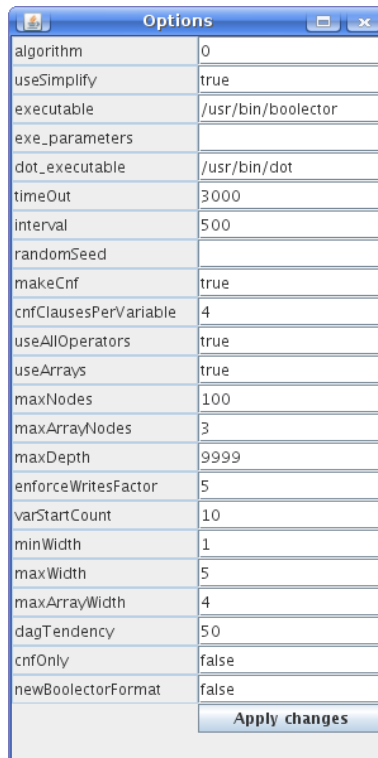 Options
algorithm 0
useSimplify true
executable /usr/bin/boolector
exe_parameters
dot_executable /usr/bin/dot
timeOut 3000
interval 500
randomSeed
makeCnf true
cnfClausesPerVariable 4
useAllOperators true
useArrays true
maxNodes 100
maxArrayNodes 3
maxDepth 9999
enforceWritesFactor 5
varStartCount 10
minWidth 1
maxWidth 5
maxArrayWidth 4
dagTendency 50
cnfOnly false
newBoolectorFormat false
Apply changes